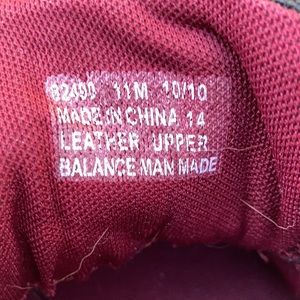 82490 11M 10/10
MADE IN CHINA 14
LEATHER UPPER
BALANCE MAN MADE